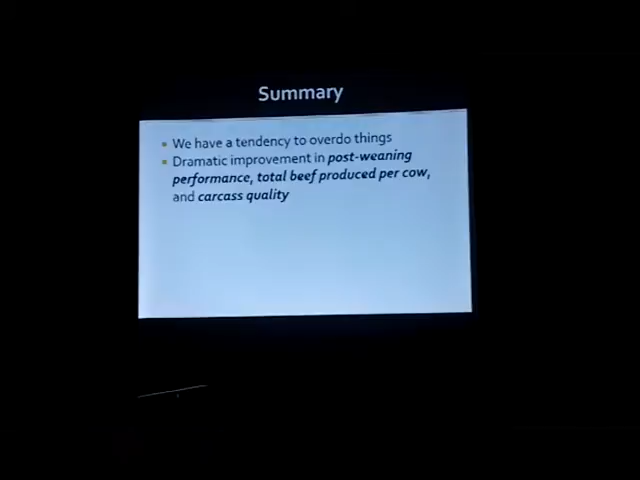 Summary
We have a tendency to overdo things
Dramatic improvement in post-weaning
performance, total beef produced per cow,
and carcass quality